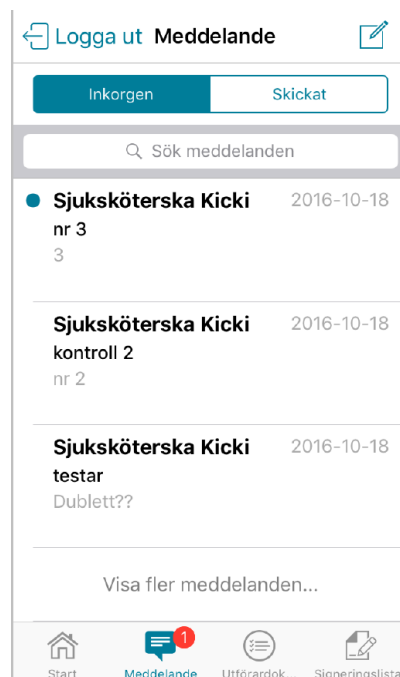 Logga ut Meddelande
Inkorgen Skickat
Sök meddelanden
Sjuksköterska Kicki 2016-10-18
nr 3
3
Sjuksköterska Kicki 2016-10-18
kontroll 2
nr 2
Sjuksköterska Kicki 2016-10-18
testar
Dublett??
Visa fler meddelanden...
1
Start Meddelande Utförardok... Signeringslista